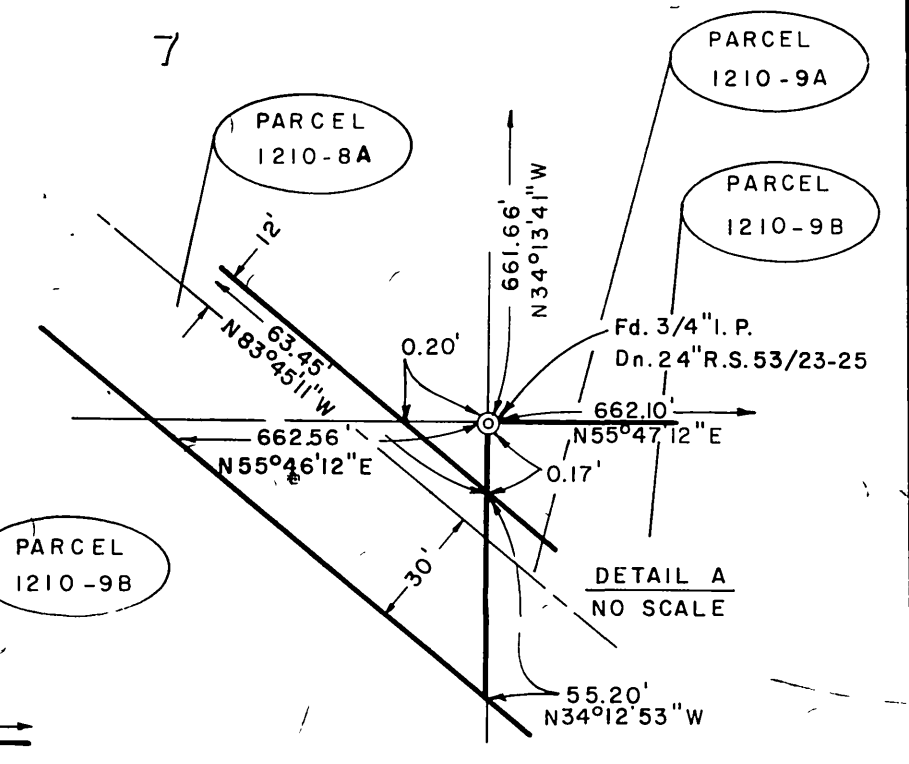 7
PARCEL
1210-9A
PARCEL
1210-8A
PARCEL
1210-9B
12'
661.66'
N34°13'41"W
63.45'
N83°45'11"W
0.20'
Fd. 3/4" I.P.
Dn. 24" R.S. 53/23-25
662.10'
N55°47'12"E
662.56'
N55°46'12"E
0.17'
PARCEL
1210-9B
30'
DETAIL A
NO SCALE
55.20'
N34°12'53"W